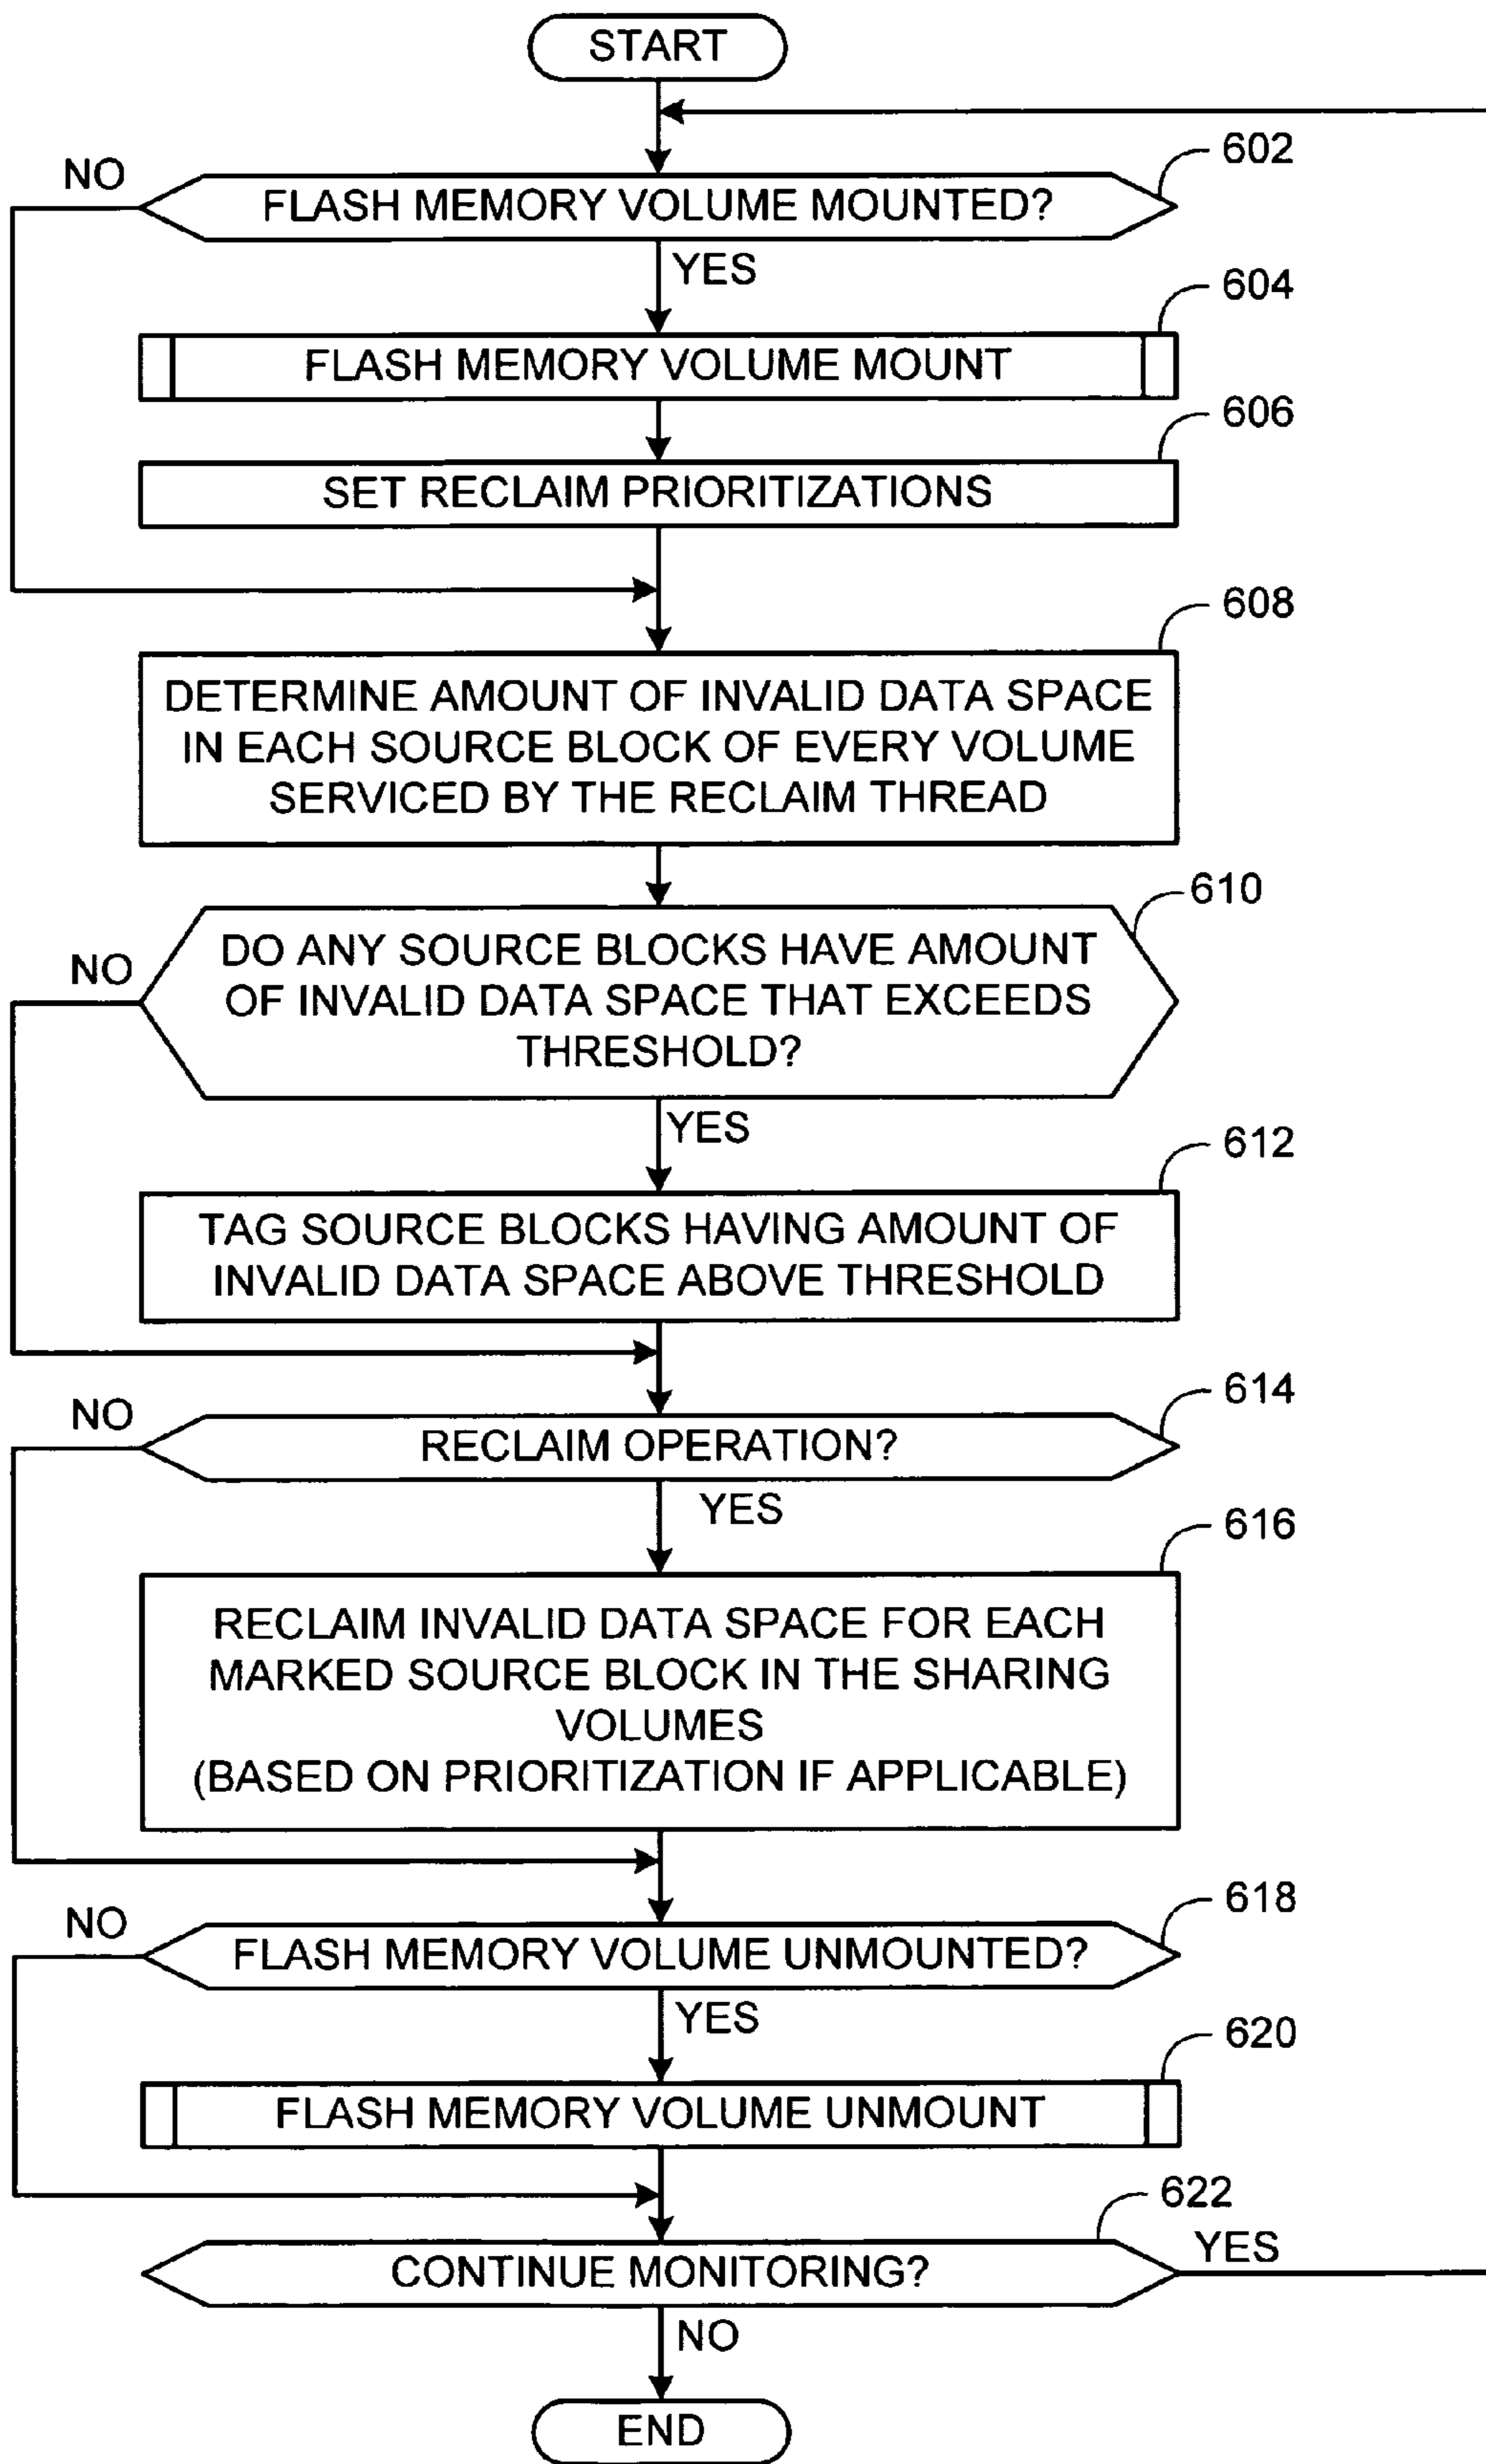 START
602
NO
FLASH MEMORY VOLUME MOUNTED?
YES
604
FLASH MEMORY VOLUME MOUNT
606
SET RECLAIM PRIORITIZATIONS
608
DETERMINE AMOUNT OF INVALID DATA SPACE
IN EACH SOURCE BLOCK OF EVERY VOLUME
SERVICED BY THE RECLAIM THREAD
610
NO
DO ANY SOURCE BLOCKS HAVE AMOUNT
OF INVALID DATA SPACE THAT EXCEEDS
THRESHOLD?
YES
612
TAG SOURCE BLOCKS HAVING AMOUNT OF
INVALID DATA SPACE ABOVE THRESHOLD
614
NO
RECLAIM OPERATION?
YES
616
RECLAIM INVALID DATA SPACE FOR EACH
MARKED SOURCE BLOCK IN THE SHARING
VOLUMES
(BASED ON PRIORITIZATION IF APPLICABLE)
618
NO
FLASH MEMORY VOLUME UNMOUNTED?
YES
620
FLASH MEMORY VOLUME UNMOUNT
622
YES
CONTINUE MONITORING?
NO
END